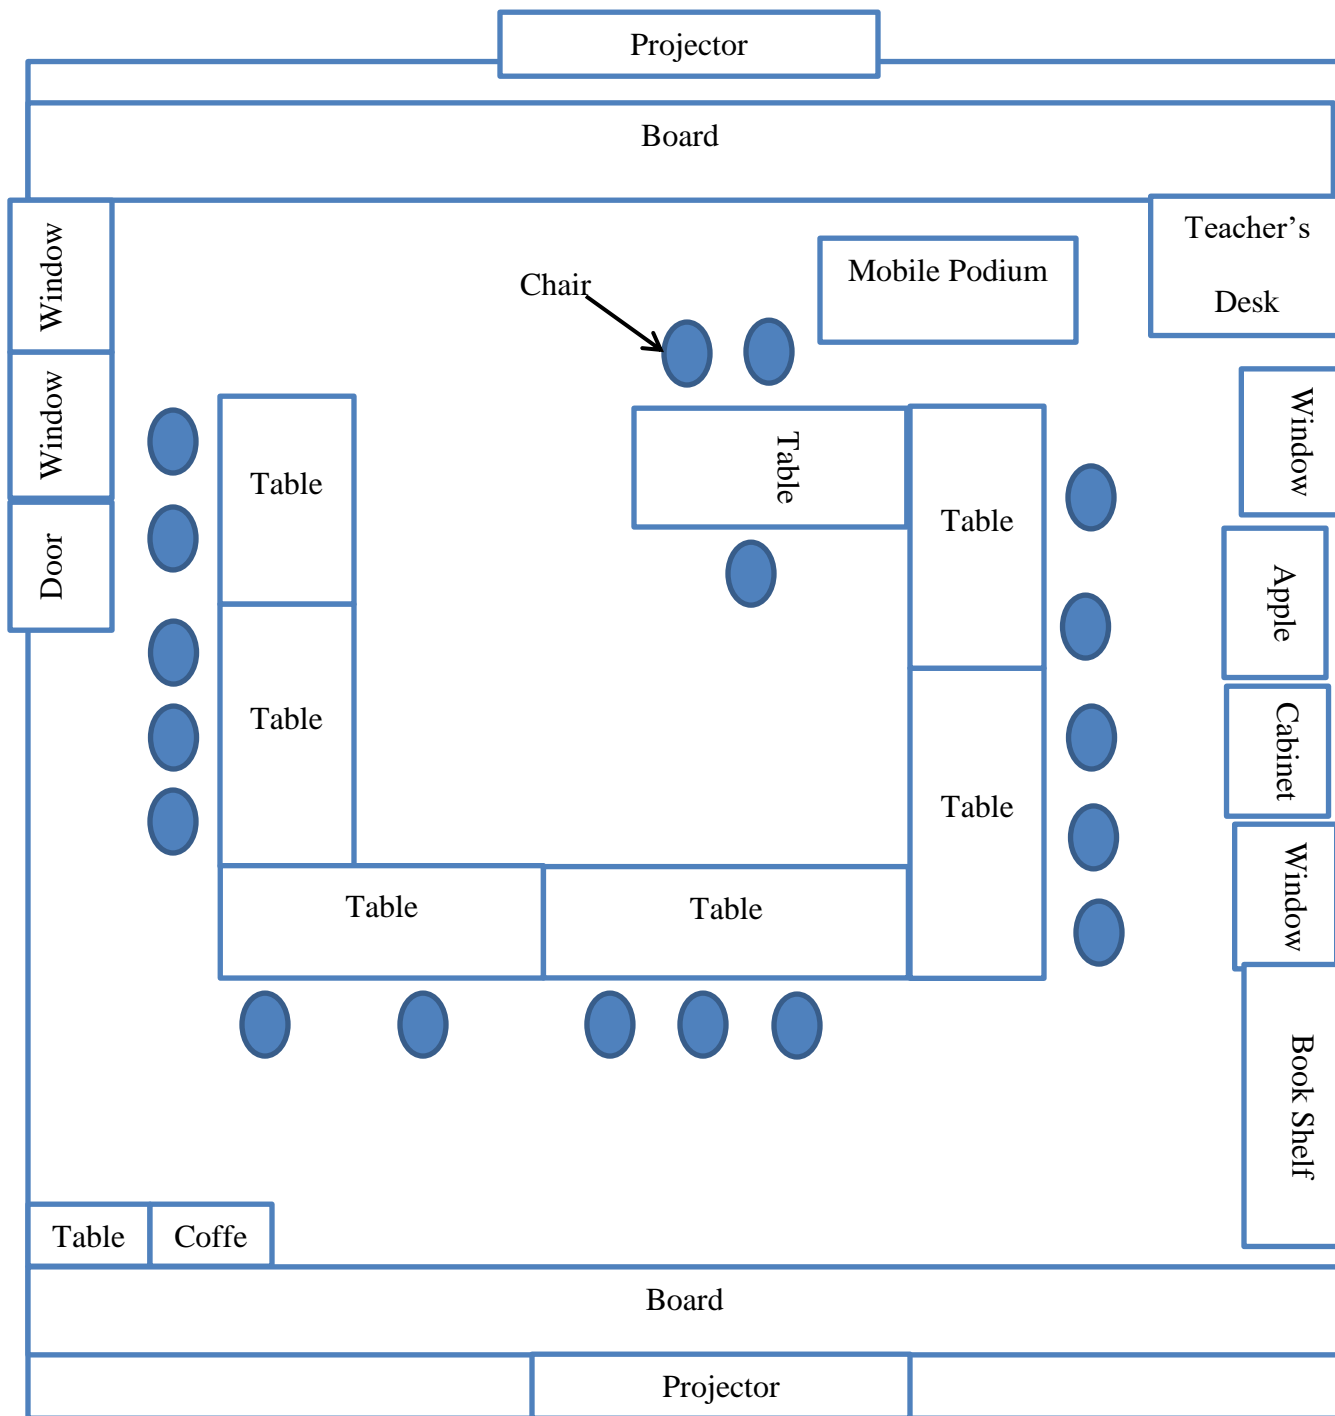 Projector
Board
Teacher’s
Desk
Window
Mobile Podium
Chair
Window
Window
Table
Table
Table
Door
Apple
Table
Cabinet
Table
Window
Table
Table
Book Shelf
Table
Coffe
Board
Projector